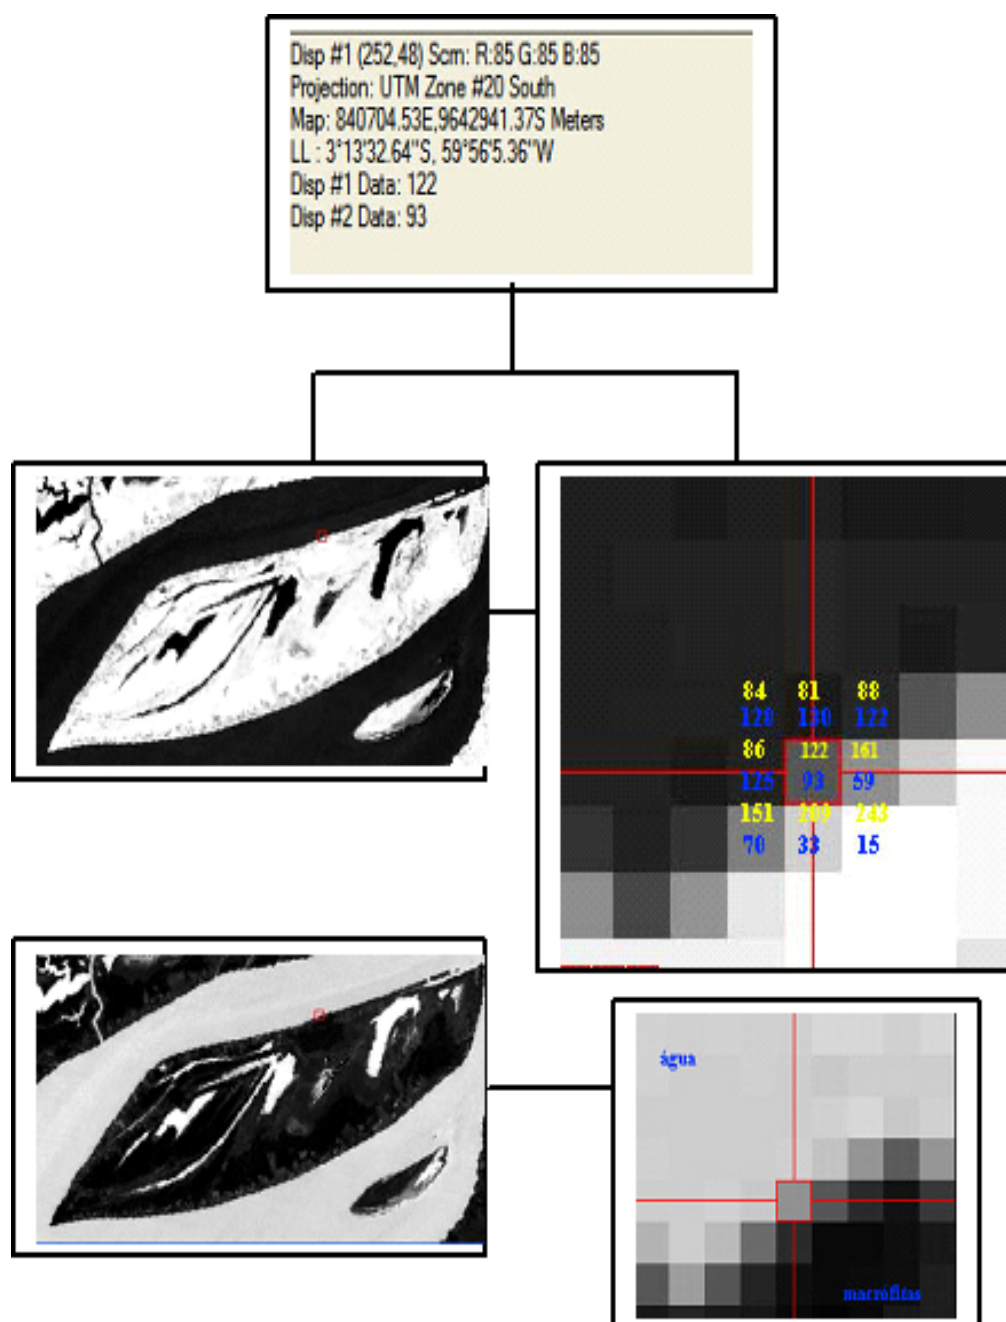 Disp #1 (252,48) Scrn: R:85 G:85 B:85
Projection: UTM Zone #20 South
Map: 840704.53E,9642941.37S Meters
LL : 3°13'32.64"S, 59°56'5.36"W
Disp #1 Data: 122
Disp #2 Data: 93
84 81 88
128 130 122
86 122 161
125 93 59
151 209 243
70 33 15
água
macrófitas